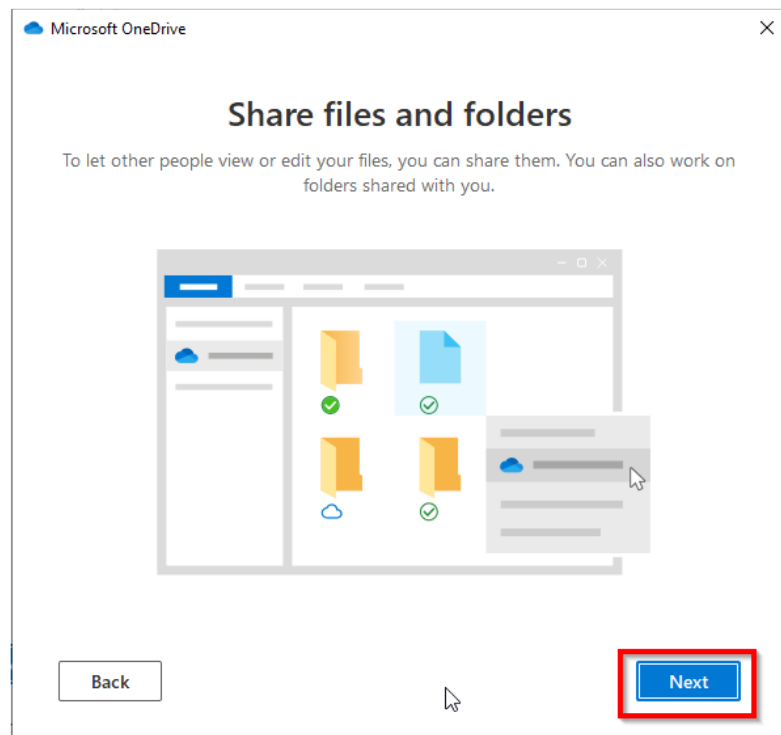 Microsoft OneDrive
Share files and folders
To let other people view or edit your files, you can share them. You can also work on
folders shared with you.
Back
Next